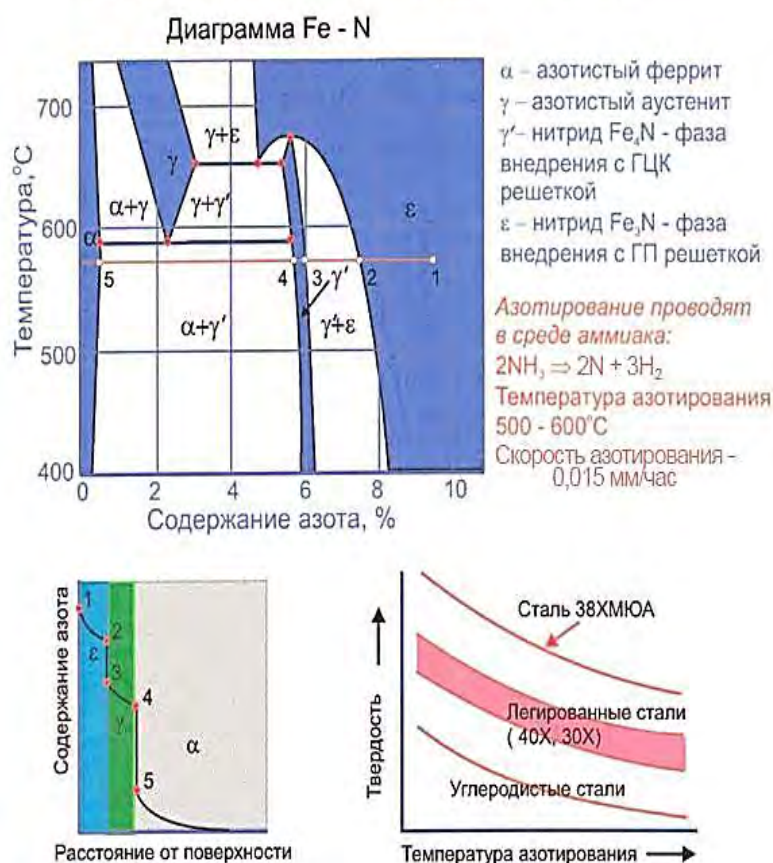 Диаграмма Fe - N
Температура,°C
700
600
500
400
γ+ε
γ
α+γ
γ+γ'
ε
α
5
4
3
γ'
2
1
α+γ'
γ'+ε
0
2
4
6
8
10
Содержание азота, %
α – азотистый феррит
γ – азотистый аустенит
γ'– нитрид Fe₄N - фаза
внедрения с ГЦК
решеткой
ε – нитрид Fe₃N - фаза
внедрения с ГП решеткой
Азотирование проводят
в среде аммиака:
2NH₃ ⇒ 2N + 3H₂
Температура азотирования
500 - 600°C
Скорость азотирования -
0,015 мм/час
Содержание азота
1
2
ε
3
4
γ'
α
5
Расстояние от поверхности
Твердость
Сталь 38ХМЮА
Легированные стали
( 40Х, 30Х)
Углеродистые стали
Температура азотирования